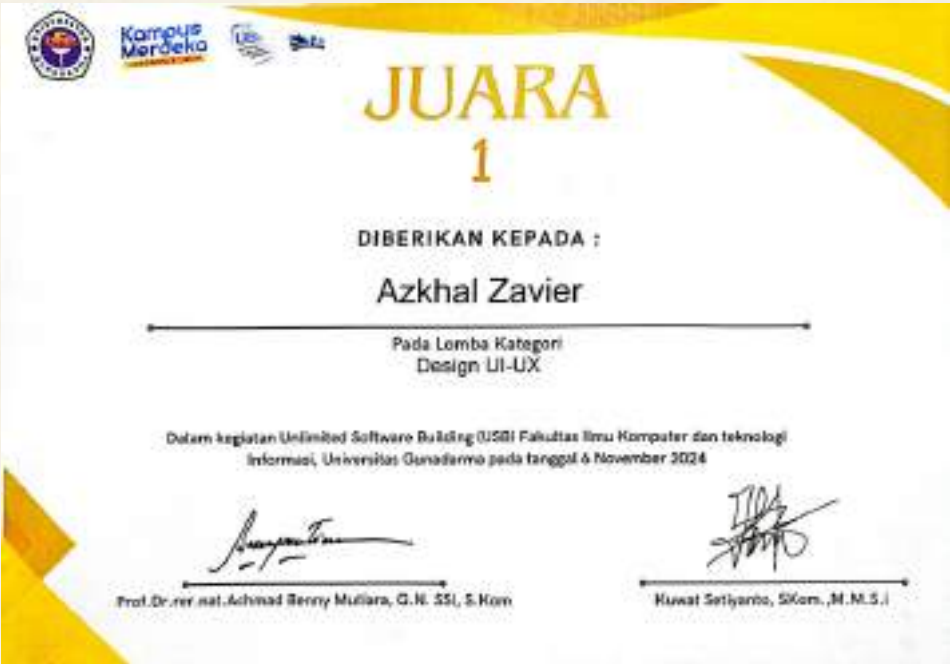 Kampus
Merdeka
JUARA
1
DIBERIKAN KEPADA :
Azkhal Zavier
Pada Lomba Kategori
Design UI-UX
Dalam kegiatan Unlimited Software Building (USB) Fakultas Ilmu Komputer dan teknologi
Informasi, Universitas Gunadarma pada tanggal 6 November 2024
Prof.Dr.rer.nat.Achmad Benny Mutiara, Q.N. SSi, S.Kom
Kuwat Setiyanto, SKom.,M.M.S.i